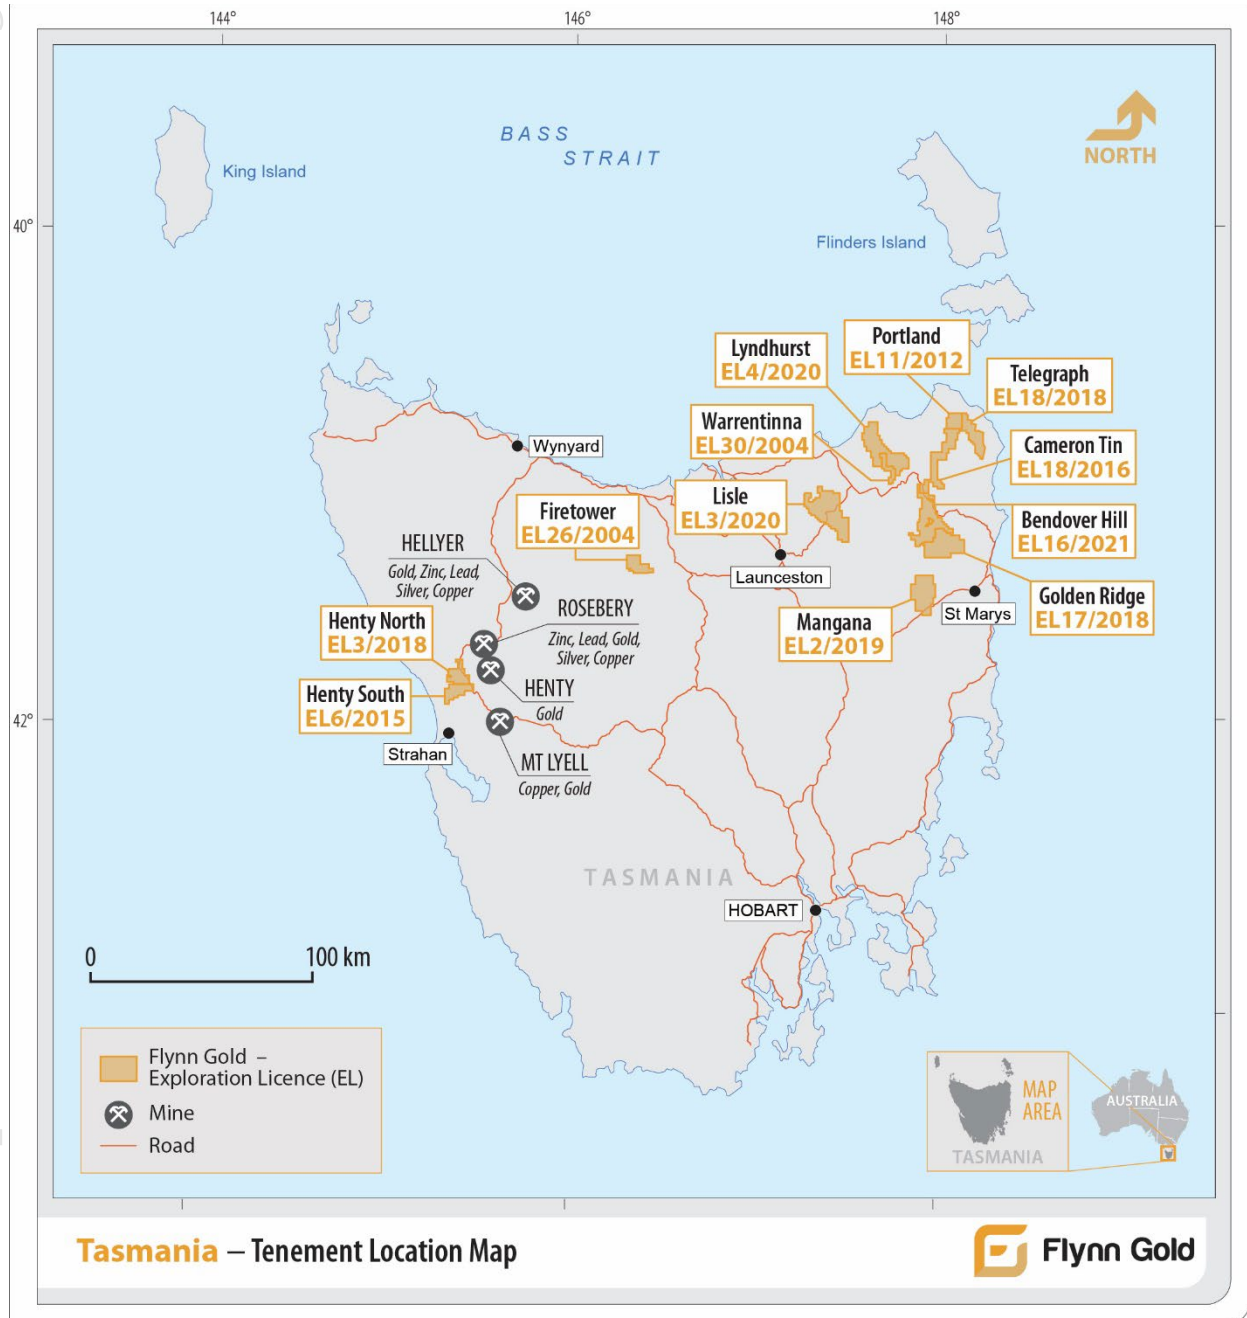 144°
146°
148°
BASS
STRAIT
NORTH
King Island
40°
Flinders Island
Portland
EL11/2012
Lyndhurst
EL4/2020
Telegraph
EL18/2018
Warrentinna
EL30/2004
Cameron Tin
EL18/2016
Wynyard
Lisle
EL3/2020
Firetower
EL26/2004
Bendover Hill
EL16/2021
HELLYER
Gold, Zinc, Lead,
Silver, Copper
Launceston
Golden Ridge
EL17/2018
St Marys
ROSEBERY
Zinc, Lead, Gold,
Silver, Copper
Henty North
EL3/2018
Mangana
EL2/2019
HENTY
Gold
Henty South
EL6/2015
42°
Strahan
MT LYELL
Copper, Gold
TASMANIA
HOBART
0
100 km
Flynn Gold –
Exploration Licence (EL)
Mine
Road
MAP
AREA
TASMANIA
AUSTRALIA
144°
146°
148°
Tasmania – Tenement Location Map
Flynn Gold